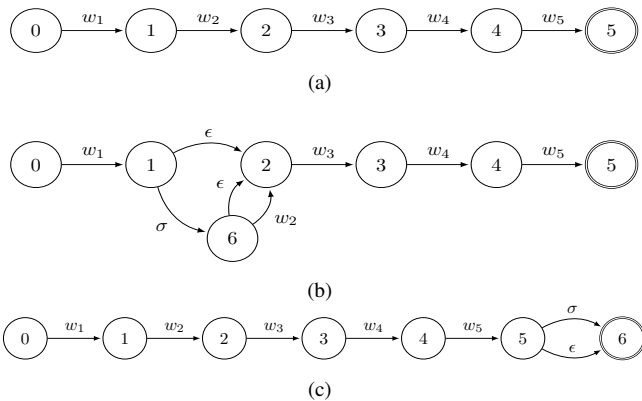 w₁ w₂ w₃ w₄ w₅
0 1 2 3 4 5
(a)
w₁ ϵ w₃ w₄ w₅
0 1 2 3 4 5
ϵ
σ w₂
6
(b)
w₁ w₂ w₃ w₄ w₅ σ
0 1 2 3 4 5 6
ϵ
(c)